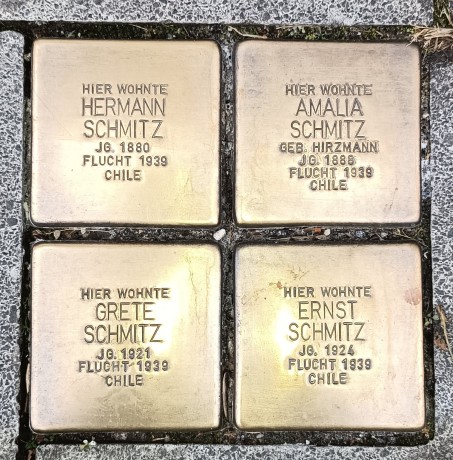 HIER WOHNTE
HERMANN
SCHMITZ
JG. 1880
FLUCHT 1939
CHILE
HIER WOHNTE
AMALIA
SCHMITZ
GEB. HIRZMANN
JG. 1888
FLUCHT 1939
CHILE
HIER WOHNTE
GRETE
SCHMITZ
JG. 1921
FLUCHT 1939
CHILE
HIER WOHNTE
ERNST
SCHMITZ
JG. 1924
FLUCHT 1939
CHILE